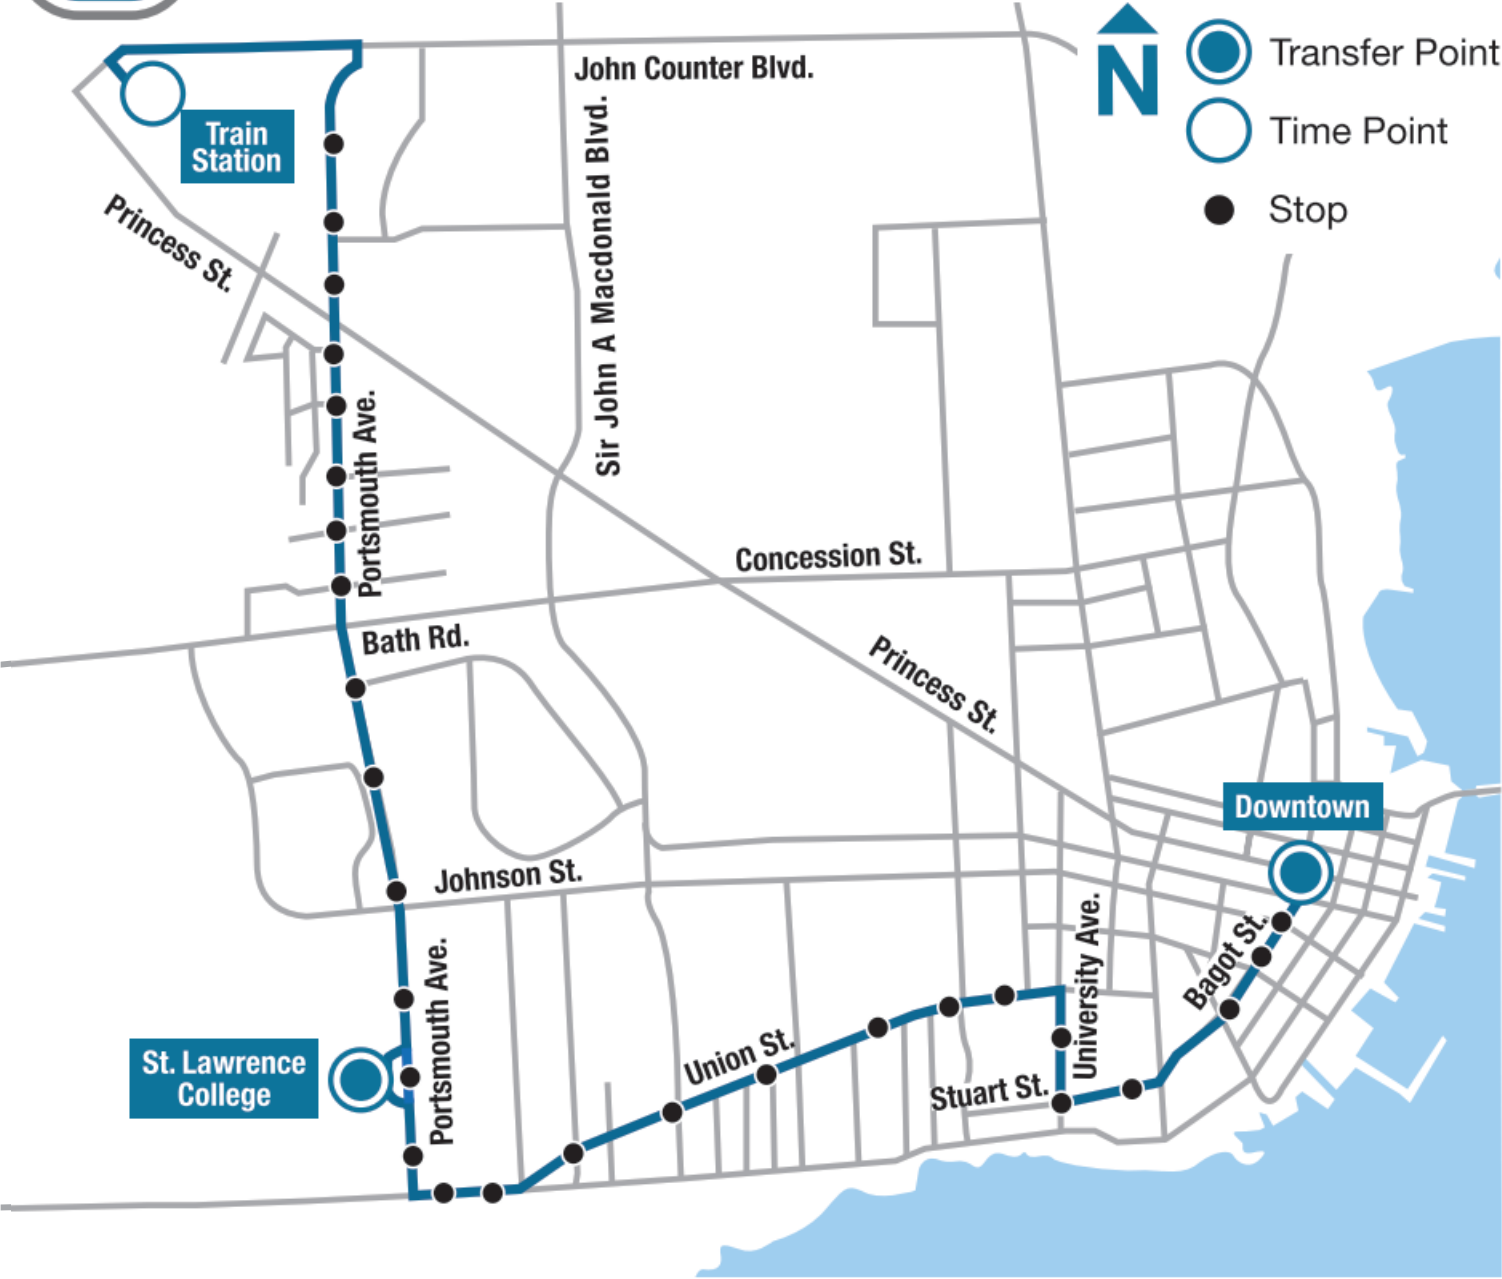 John Counter Blvd.
N
Transfer Point
Time Point
Stop
Train
Station
Sir John A Macdonald Blvd.
Princess St.
Portsmouth Ave.
Concession St.
Bath Rd.
Princess St.
Downtown
Johnson St.
University Ave.
Bagot St.
Portsmouth Ave.
St. Lawrence
College
Union St.
Stuart St.